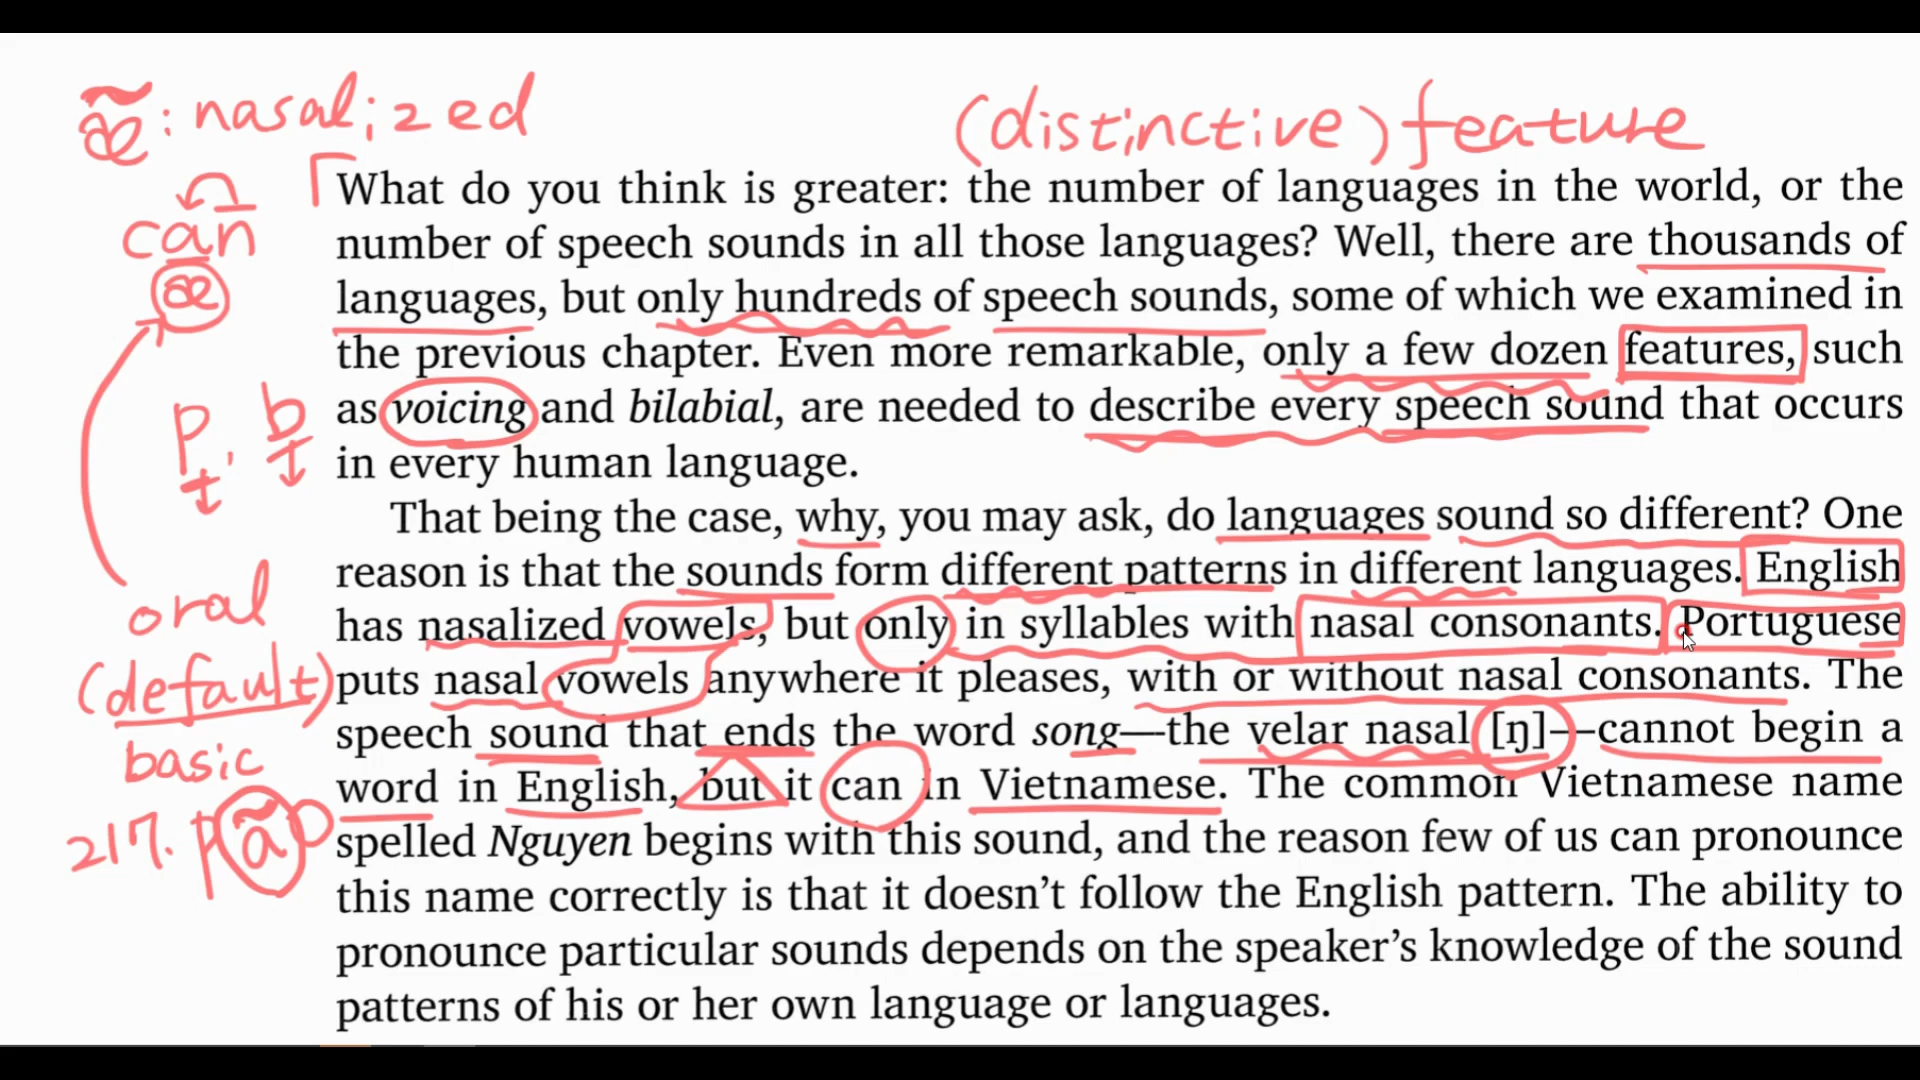 æ̃ : nasalized
(distinctive) feature
can
æ
p, b
oral
(default)
basic
217. pãp
What do you think is greater: the number of languages in the world, or the
number of speech sounds in all those languages? Well, there are thousands of
languages, but only hundreds of speech sounds, some of which we examined in
the previous chapter. Even more remarkable, only a few dozen features, such
as voicing and bilabial, are needed to describe every speech sound that occurs
in every human language.
That being the case, why, you may ask, do languages sound so different? One
reason is that the sounds form different patterns in different languages. English
has nasalized vowels, but only in syllables with nasal consonants. Portuguese
puts nasal vowels anywhere it pleases, with or without nasal consonants. The
speech sound that ends the word song—the velar nasal [ŋ]—cannot begin a
word in English, but it can in Vietnamese. The common Vietnamese name
spelled Nguyen begins with this sound, and the reason few of us can pronounce
this name correctly is that it doesn’t follow the English pattern. The ability to
pronounce particular sounds depends on the speaker’s knowledge of the sound
patterns of his or her own language or languages.